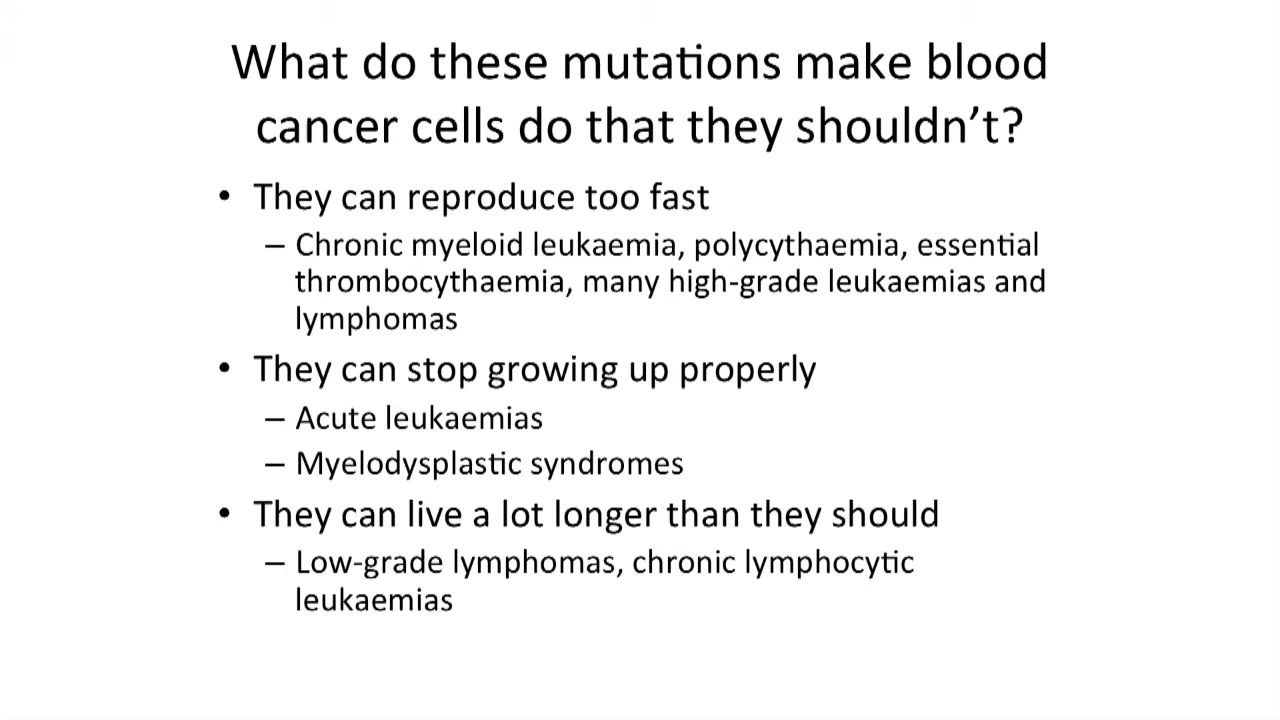 What do these mutations make blood
cancer cells do that they shouldn’t?
• They can reproduce too fast
– Chronic myeloid leukaemia, polycythaemia, essential
thrombocythaemia, many high-grade leukaemias and
lymphomas
• They can stop growing up properly
– Acute leukaemias
– Myelodysplastic syndromes
• They can live a lot longer than they should
– Low-grade lymphomas, chronic lymphocytic
leukaemias